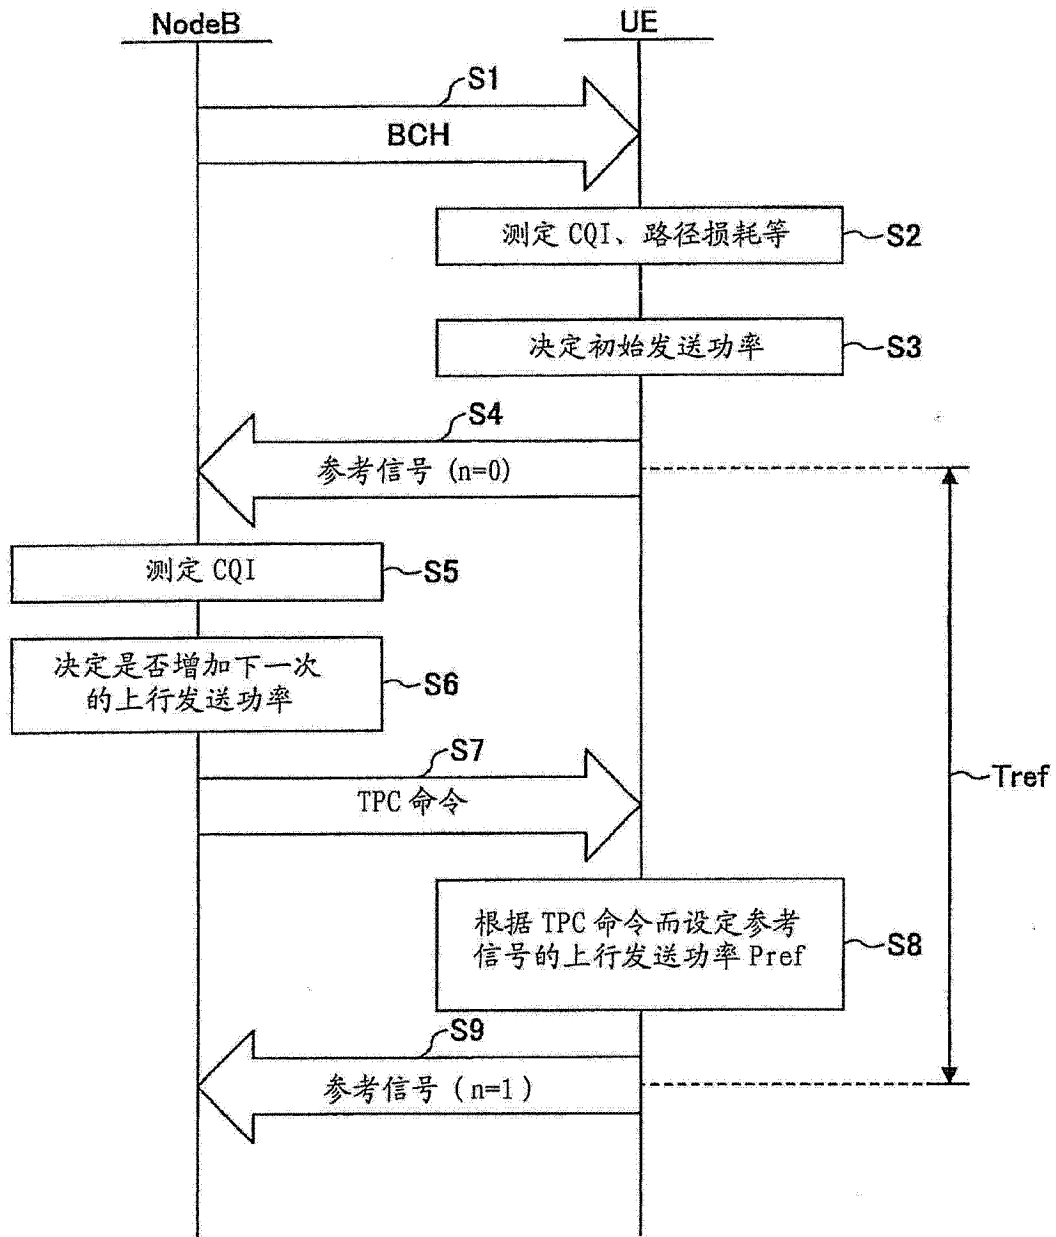 NodeB
UE
S1
BCH
测定 CQI、路径损耗等
S2
决定初始发送功率
S3
S4
参考信号 (n=0)
测定 CQI
S5
决定是否增加下一次
的上行发送功率
S6
S7
TPC 命令
Tref
根据 TPC 命令而设定参考
信号的上行发送功率 Pref
S8
S9
参考信号 (n=1)